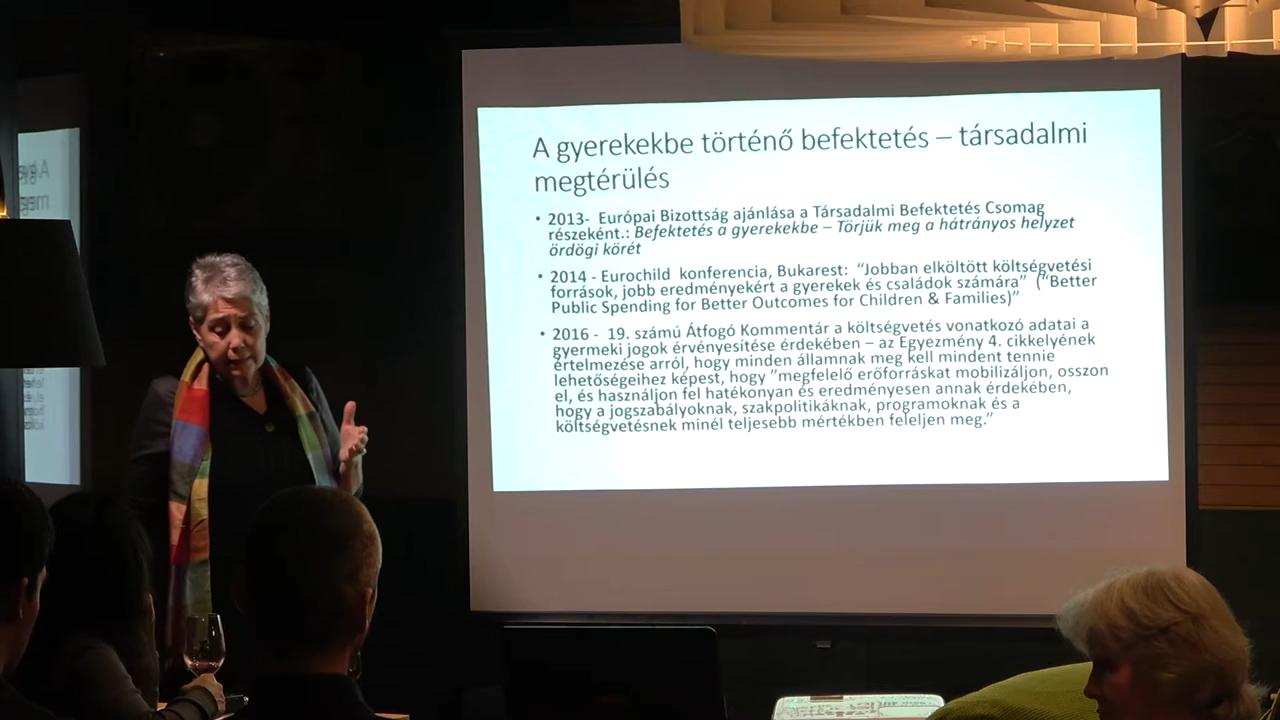 A gyerekekbe történő befektetés – társadalmi
megtérülés
• 2013- Európai Bizottság ajánlása a Társadalmi Befektetés Csomag
részeként.: Befektetés a gyerekekbe – Törjük meg a hátrányos helyzet
ördögi körét
• 2014 - Eurochild konferencia, Bukarest: “Jobban elköltött költségvetési
források, jobb eredményekért a gyerekek és családok számára” (“Better
Public Spending for Better Outcomes for Children & Families)”
• 2016 - 19. számú Átfogó Kommentár a költségvetés vonatkozó adatai a
gyermeki jogok érvényesítése érdekében – az Egyezmény 4. cikkelyének
értelmezése arról, hogy minden államnak meg kell mindent tennie
lehetőségeihez képest, hogy ”megfelelő erőforráskat mobilizáljon, osszon
el, és használjon fel hatékonyan és eredményesen annak érdekében,
hogy a jogszabályoknak, szakpolitikáknak, programoknak és a
költségvetésnek minél teljesebb mértékben feleljen meg.”